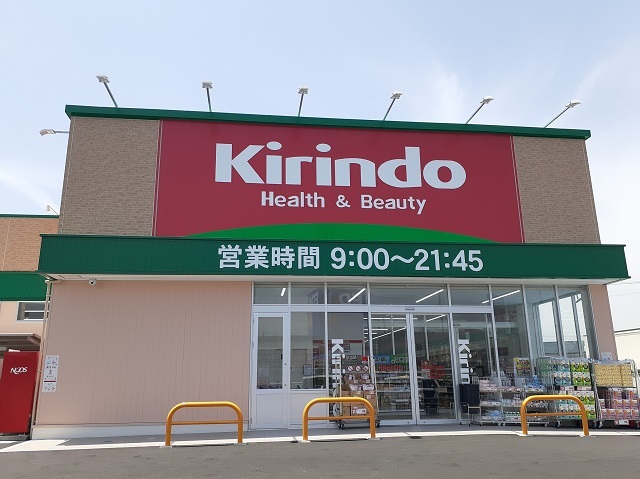 Kirindo
Health & Beauty
営業時間 9:00～21:45